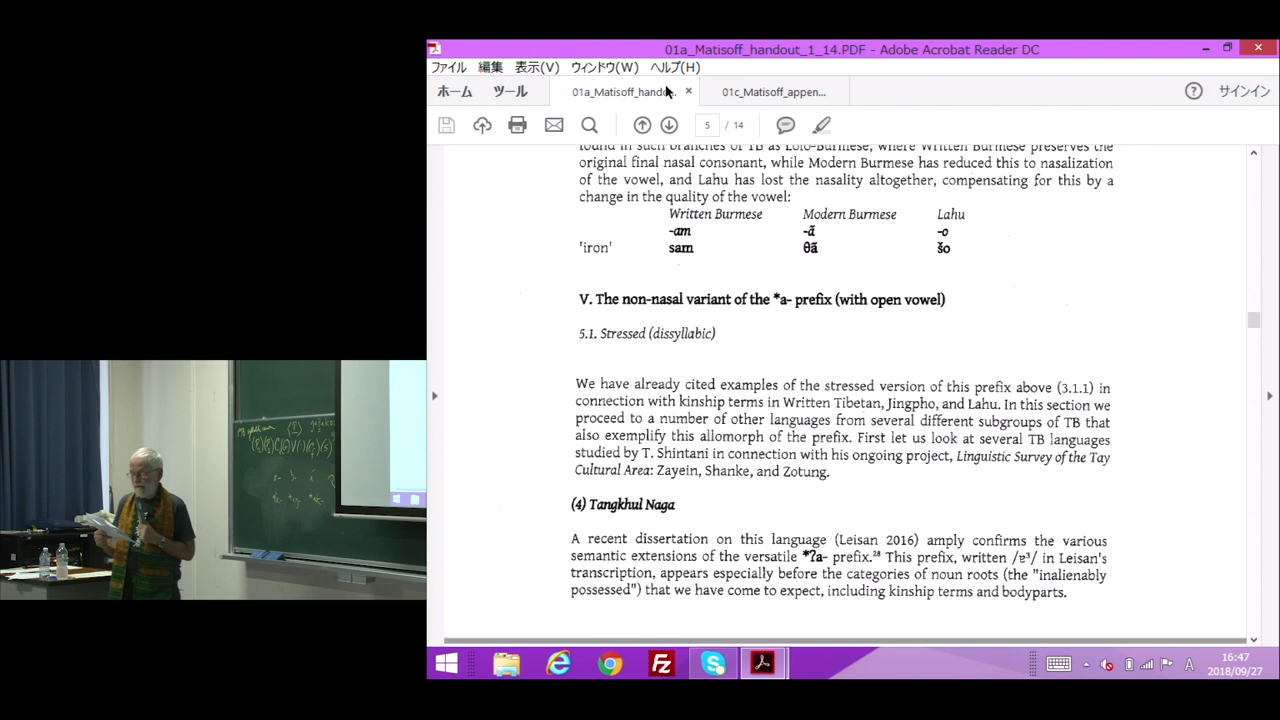 01a_Matisoff_handout_1_14.PDF - Adobe Acrobat Reader DC
ファイル 編集 表示(V) ウィンドウ(W) ヘルプ(H)
ホーム ツール 01a_Matisoff_hando... 01c_Matisoff_appen... サインイン
5 / 14
found in such branches of TB as Lolo-Burmese, where Written Burmese preserves the
original final nasal consonant, while Modern Burmese has reduced this to nasalization
of the vowel, and Lahu has lost the nasality altogether, compensating for this by a
change in the quality of the vowel:
Written Burmese Modern Burmese Lahu
-am -ã -o
'iron' sam θã šo
V. The non-nasal variant of the *a- prefix (with open vowel)
5.1. Stressed (dissyllabic)
We have already cited examples of the stressed version of this prefix above (3.1.1) in
connection with kinship terms in Written Tibetan, Jingpho, and Lahu. In this section we
proceed to a number of other languages from several different subgroups of TB that
also exemplify this allomorph of the prefix. First let us look at several TB languages
studied by T. Shintani in connection with his ongoing project, Linguistic Survey of the Tay
Cultural Area: Zayein, Shanke, and Zotung.
(4) Tangkhul Naga
A recent dissertation on this language (Leisan 2016) amply confirms the various
semantic extensions of the versatile *ʔa- prefix.²⁸ This prefix, written /ɐ³/ in Leisan's
transcription, appears especially before the categories of noun roots (the "inalienably
possessed") that we have come to expect, including kinship terms and bodyparts.
A 16:47
2018/09/27